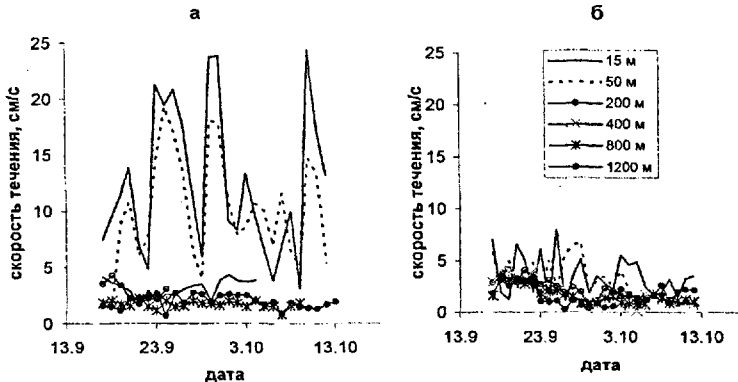 а
25
20
15
10
5
0
скорость течения, см/с
13.9
23.9
3.10
13.10
дата
б
25
20
15
10
5
0
скорость течения, см/с
15 м
50 м
200 м
400 м
800 м
1200 м
13.9
23.9
3.10
13.10
дата